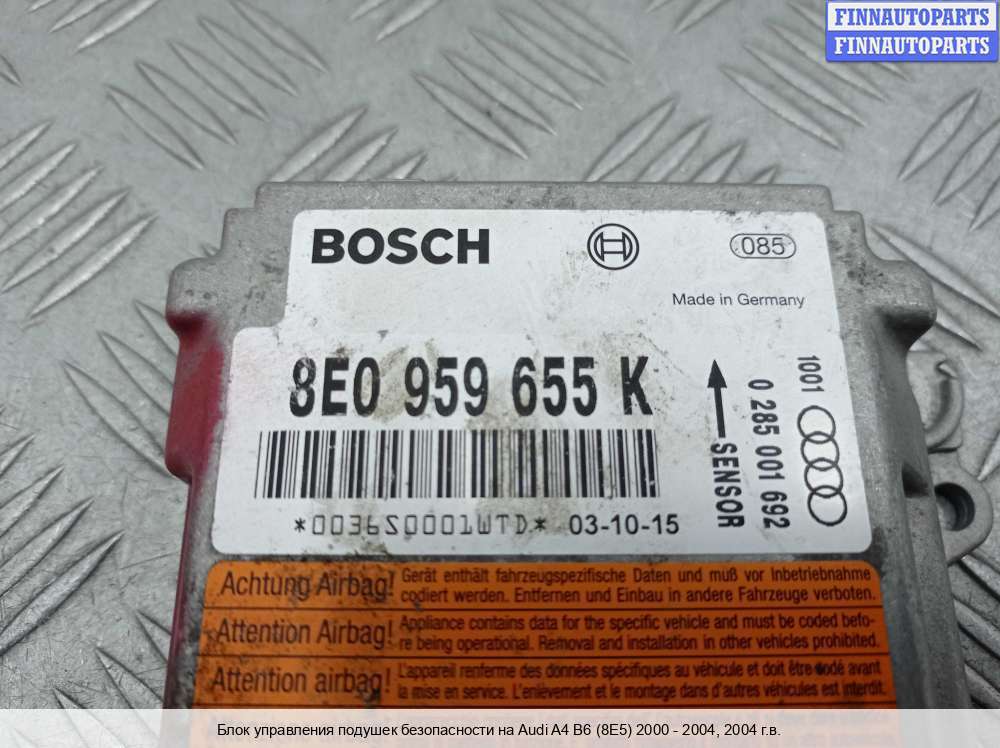 FINNAUTOPARTS
FINNAUTOPARTS
BOSCH
085
Made in Germany
8E0 959 655 K
SENSOR
0 285 001 692
1001
*0036S0001WTD* 03-10-15
Achtung Airbag! Gerät enthält fahrzeugspezifische Daten und muß vor Inbetriebnahme
codiert werden. Entfernen und Einbau in andere Fahrzeuge verboten.
Attention Airbag! Appliance contains data for the specific vehicle and must be coded befo-
re being operational. Removal and installation in other vehicles prohibited.
Attention airbag! L'appareil renferme des données spécifiques au véhicule et doit être codé avant
la mise en service. L'enlèvement et le montage dans d'autres véhicules est interdit.
Блок управления подушек безопасности на Audi A4 B6 (8E5) 2000 - 2004, 2004 г.в.